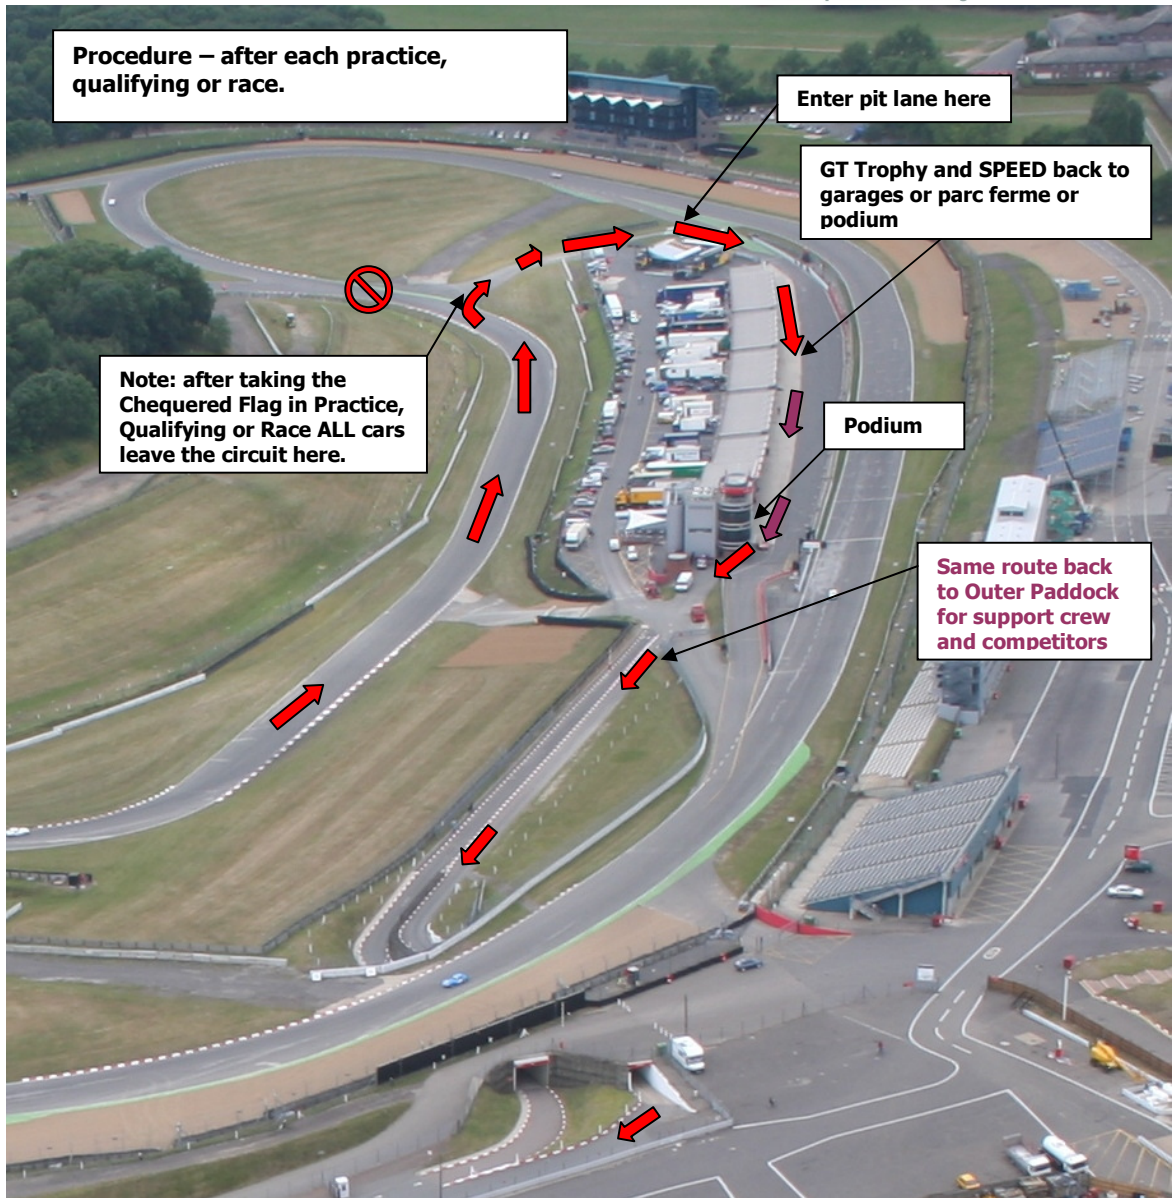 Procedure – after each practice,
qualifying or race.
Enter pit lane here
GT Trophy and SPEED back to
garages or parc ferme or
podium
Note: after taking the
Chequered Flag in Practice,
Qualifying or Race ALL cars
leave the circuit here.
Podium
Same route back
to Outer Paddock
for support crew
and competitors